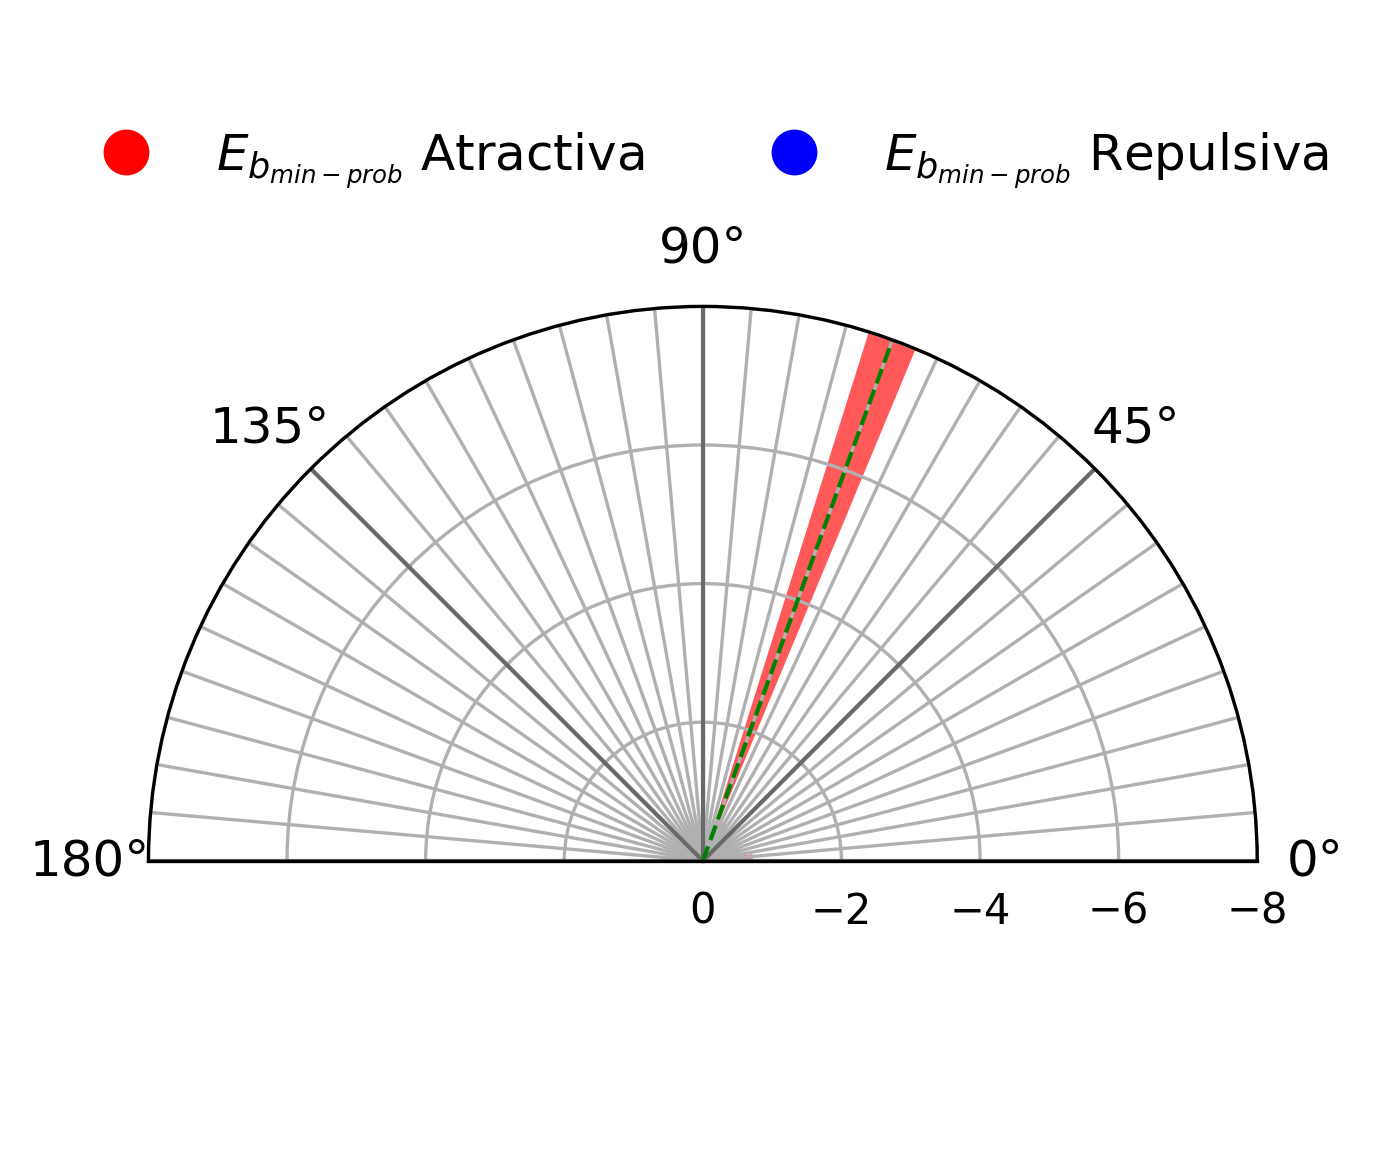 E_{b_{min-prob}} Atractiva E_{b_{min-prob}} Repulsiva
90°
135° 45°
180° 0°
0 −2 −4 −6 −8